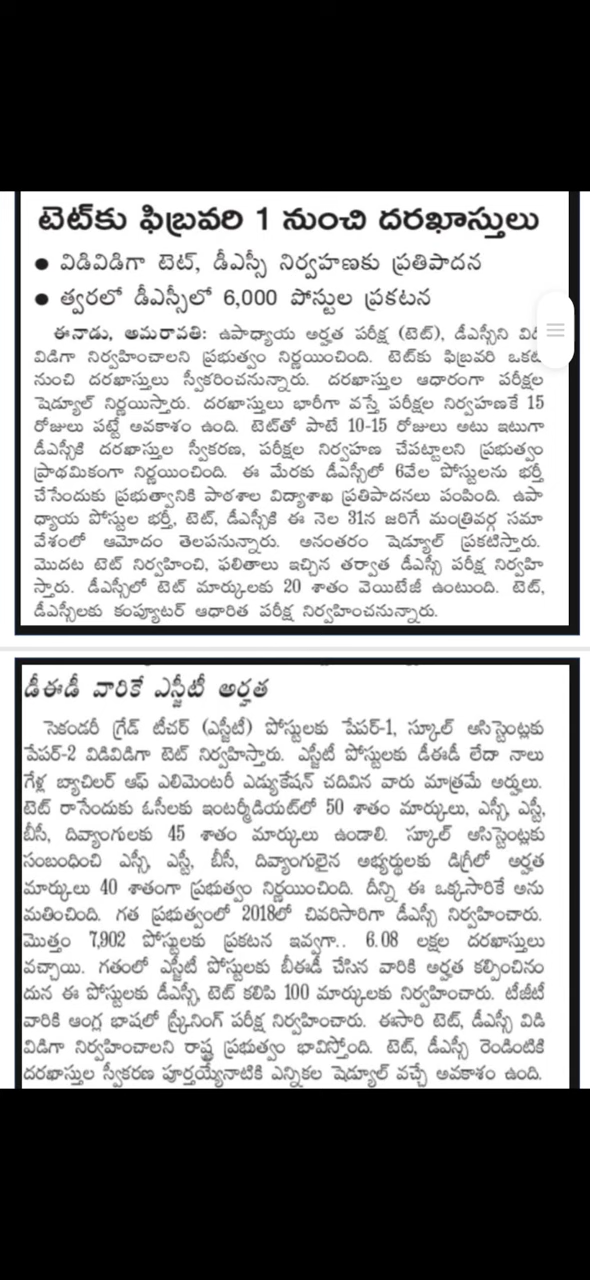 టెట్‌కు ఫిబ్రవరి 1 నుంచి దరఖాస్తులు
● విడివిడిగా టెట్, డీఎస్సీ నిర్వహణకు ప్రతిపాదన
● త్వరలో డీఎస్సీలో 6,000 పోస్టుల ప్రకటన
ఈనాడు, అమరావతి: ఉపాధ్యాయ అర్హత పరీక్ష (టెట్), డీఎస్సీని
విడిగా నిర్వహించాలని ప్రభుత్వం నిర్ణయించింది. టెట్‌కు ఫిబ్రవరి ఒకటి
నుంచి దరఖాస్తులు స్వీకరించనున్నారు. దరఖాస్తుల ఆధారంగా పరీక్షల
షెడ్యూల్ నిర్ణయిస్తారు. దరఖాస్తులు భారీగా వస్తే పరీక్షల నిర్వహణకే 15
రోజులు పట్టే అవకాశం ఉంది. టెట్‌తో పాటే 10-15 రోజులు అటు ఇటుగా
డీఎస్సీకి దరఖాస్తుల స్వీకరణ, పరీక్షల నిర్వహణ చేపట్టాలని ప్రభుత్వం
ప్రాథమికంగా నిర్ణయించింది. ఈ మేరకు డీఎస్సీలో 6వేల పోస్టులను భర్తీ
చేసేందుకు ప్రభుత్వానికి పాఠశాల విద్యాశాఖ ప్రతిపాదనలు పంపింది. ఉపా
ధ్యాయ పోస్టుల భర్తీ, టెట్, డీఎస్సీకి ఈ నెల 31న జరిగే మంత్రివర్గ సమా
వేశంలో ఆమోదం తెలపనున్నారు. అనంతరం షెడ్యూల్ ప్రకటిస్తారు.
మొదట టెట్ నిర్వహించి, ఫలితాలు ఇచ్చిన తర్వాత డీఎస్సీ పరీక్ష నిర్వహి
స్తారు. డీఎస్సీలో టెట్ మార్కులకు 20 శాతం వెయిటేజీ ఉంటుంది. టెట్,
డీఎస్సీలకు కంప్యూటర్ ఆధారిత పరీక్ష నిర్వహించనున్నారు.
డీఈడీ వారికే ఎస్జీటీ అర్హత
సెకండరీ గ్రేడ్ టీచర్ (ఎస్జీటీ) పోస్టులకు పేపర్-1, స్కూల్ అసిస్టెంట్లకు
పేపర్-2 విడివిడిగా టెట్ నిర్వహిస్తారు. ఎస్జీటీ పోస్టులకు డీఈడీ లేదా నాలు
గేళ్ల బ్యాచిలర్ ఆఫ్ ఎలిమెంటరీ ఎడ్యుకేషన్ చదివిన వారు మాత్రమే అర్హులు.
టెట్ రాసేందుకు ఓసీలకు ఇంటర్మీడియట్‌లో 50 శాతం మార్కులు, ఎస్సీ, ఎస్టీ,
బీసీ, దివ్యాంగులకు 45 శాతం మార్కులు ఉండాలి. స్కూల్ అసిస్టెంట్లకు
సంబంధించి ఎస్సీ, ఎస్టీ, బీసీ, దివ్యాంగులైన అభ్యర్థులకు డిగ్రీలో అర్హత
మార్కులు 40 శాతంగా ప్రభుత్వం నిర్ణయించింది. దీన్ని ఈ ఒక్కసారికే అను
మతించింది. గత ప్రభుత్వంలో 2018లో చివరిసారిగా డీఎస్సీ నిర్వహించారు.
మొత్తం 7,902 పోస్టులకు ప్రకటన ఇవ్వగా.. 6.08 లక్షల దరఖాస్తులు
వచ్చాయి. గతంలో ఎస్జీటీ పోస్టులకు బీఈడీ చేసిన వారికి అర్హత కల్పించినం
దున ఈ పోస్టులకు డీఎస్సీ, టెట్ కలిపి 100 మార్కులకు నిర్వహించారు. టీజీటీ
వారికి ఆంగ్ల భాషలో స్క్రీనింగ్ పరీక్ష నిర్వహించారు. ఈసారి టెట్, డీఎస్సీ విడి
విడిగా నిర్వహించాలని రాష్ట్ర ప్రభుత్వం భావిస్తోంది. టెట్, డీఎస్సీ రెండింటికి
దరఖాస్తుల స్వీకరణ పూర్తయ్యేనాటికి ఎన్నికల షెడ్యూల్ వచ్చే అవకాశం ఉంది.